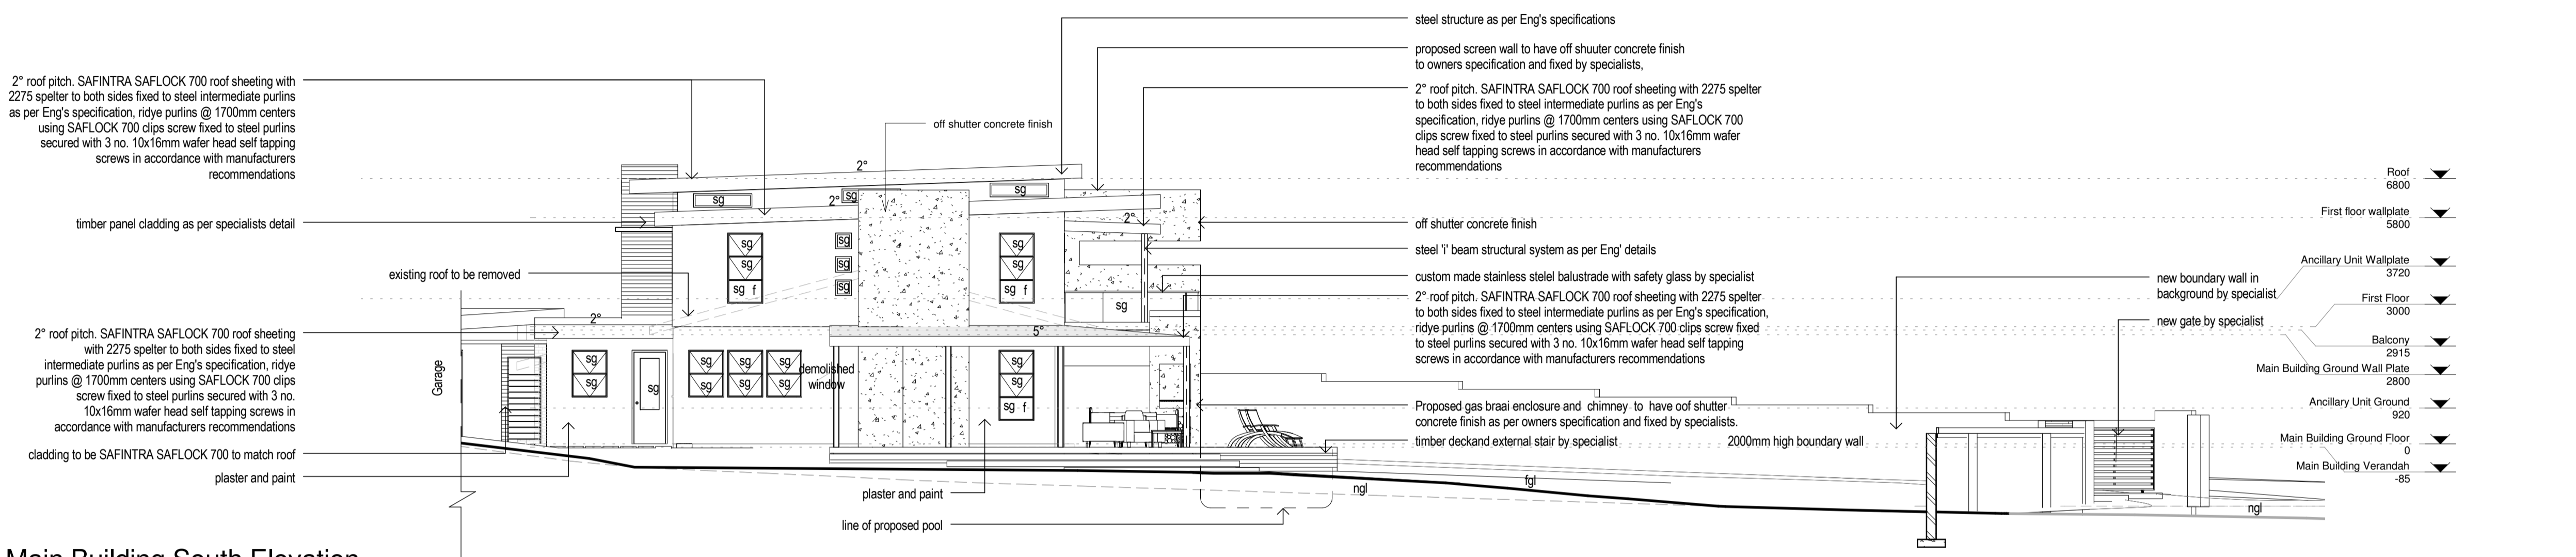 2° roof pitch. SAFINTRA SAFLOCK 700 roof sheeting with
2275 spelter to both sides fixed to steel intermediate purlins
as per Eng's specification, ridye purlins @ 1700mm centers
using SAFLOCK 700 clips screw fixed to steel purlins
secured with 3 no. 10x16mm wafer head self tapping
screws in accordance with manufacturers
recommendations
timber panel cladding as per specialists detail
existing roof to be removed
2° roof pitch. SAFINTRA SAFLOCK 700 roof sheeting
with 2275 spelter to both sides fixed to steel
intermediate purlins as per Eng's specification, ridye
purlins @ 1700mm centers using SAFLOCK 700 clips
screw fixed to steel purlins secured with 3 no.
10x16mm wafer head self tapping screws in
accordance with manufacturers recommendations
cladding to be SAFINTRA SAFLOCK 700 to match roof
plaster and paint
Main Building South Elevation
Garage
off shutter concrete finish
2°
sg
sg
sg
2°
2°
sg
sg
sg f
sg
sg
sg
sg
sg
sg f
sg
2°
5°
sg
sg
sg
sg
sg
sg
sg
sg
sg
demolished
window
sg
sg
sg f
plaster and paint
line of proposed pool
ngl
fgl
steel structure as per Eng's specifications
proposed screen wall to have off shuuter concrete finish
to owners specification and fixed by specialists,
2° roof pitch. SAFINTRA SAFLOCK 700 roof sheeting with 2275 spelter
to both sides fixed to steel intermediate purlins as per Eng's
specification, ridye purlins @ 1700mm centers using SAFLOCK 700
clips screw fixed to steel purlins secured with 3 no. 10x16mm wafer
head self tapping screws in accordance with manufacturers
recommendations
off shutter concrete finish
steel 'i' beam structural system as per Eng' details
custom made stainless stelel balustrade with safety glass by specialist
2° roof pitch. SAFINTRA SAFLOCK 700 roof sheeting with 2275 spelter
to both sides fixed to steel intermediate purlins as per Eng's specification,
ridye purlins @ 1700mm centers using SAFLOCK 700 clips screw fixed
to steel purlins secured with 3 no. 10x16mm wafer head self tapping
screws in accordance with manufacturers recommendations
Proposed gas braai enclosure and chimney to have oof shutter
concrete finish as per owners specification and fixed by specialists.
timber deckand external stair by specialist
2000mm high boundary wall
new boundary wall in
background by specialist
new gate by specialist
ngl
Roof
6800
First floor wallplate
5800
Ancillary Unit Wallplate
3720
First Floor
3000
Balcony
2915
Main Building Ground Wall Plate
2800
Ancillary Unit Ground
920
Main Building Ground Floor
0
Main Building Verandah
-85